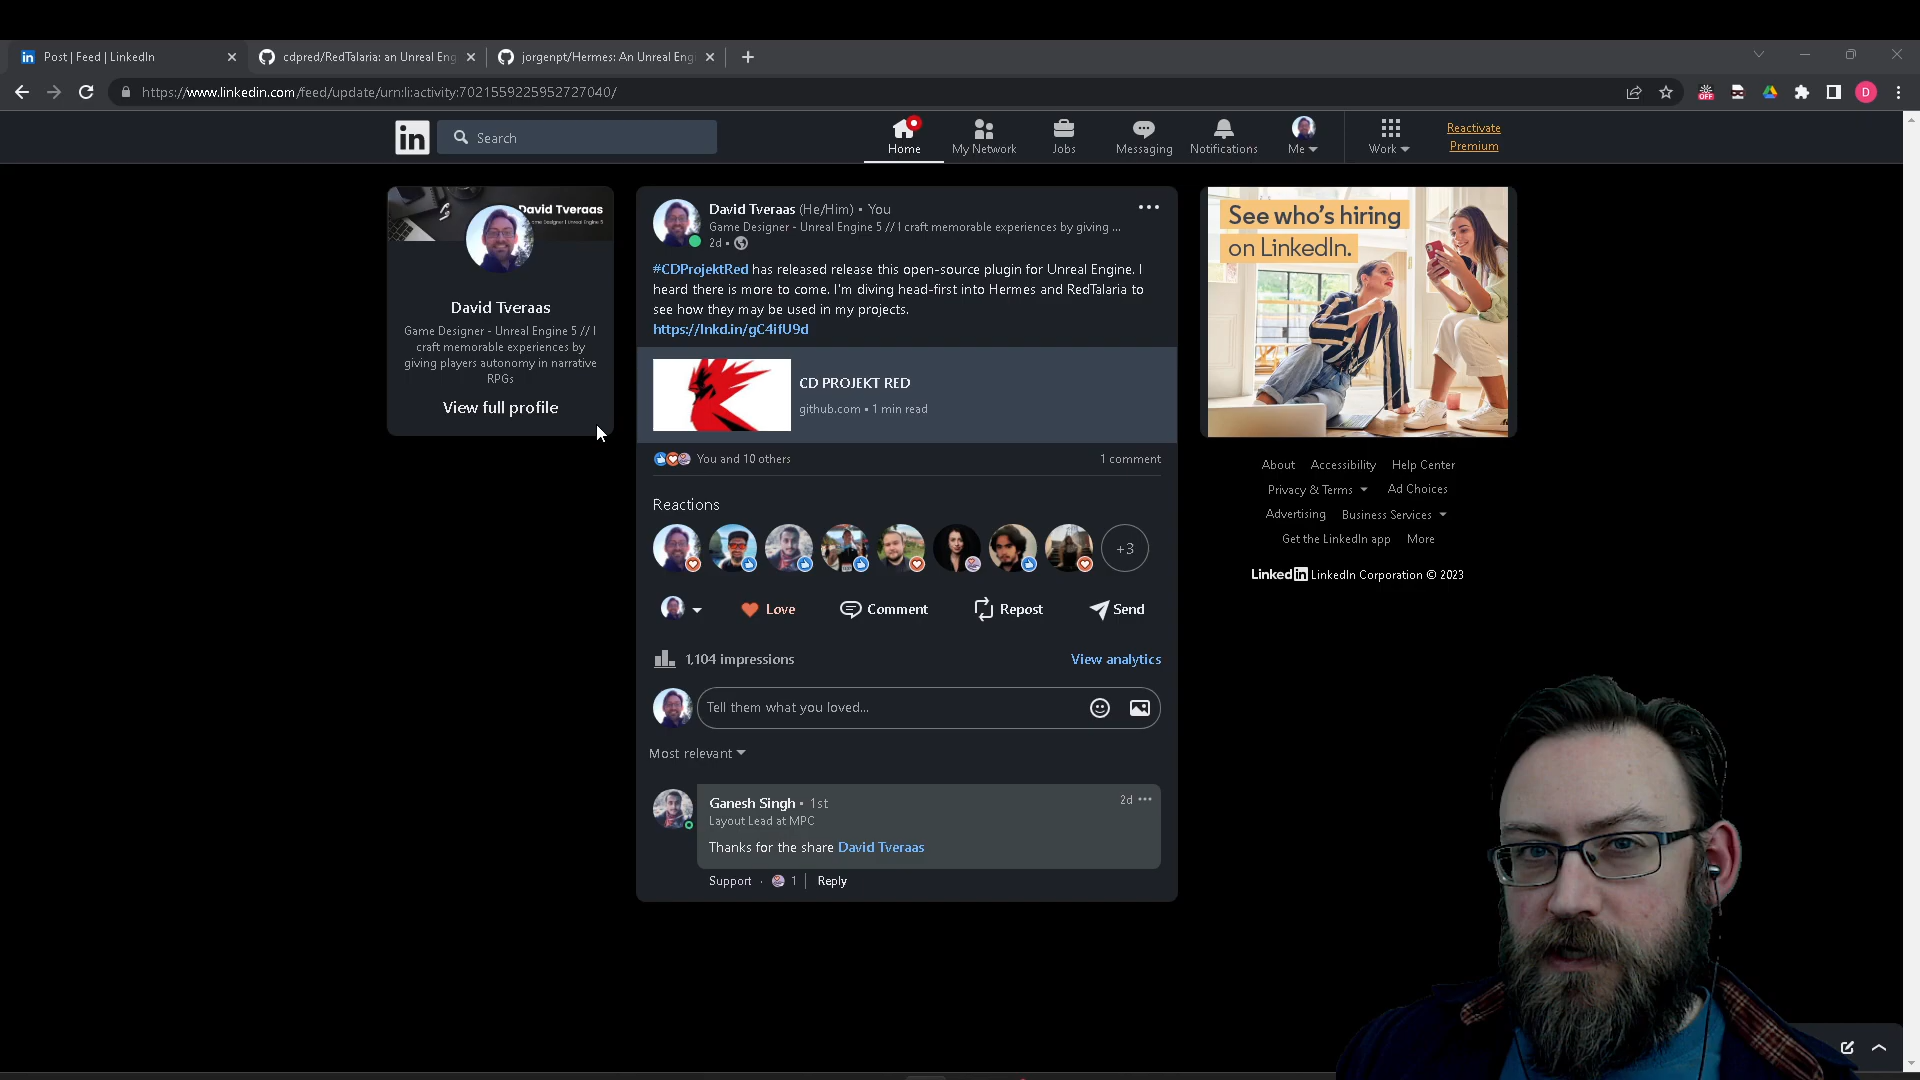 Post | Feed | LinkedIn
cdpred/RedTalaria: an Unreal Eng
jorgenpt/Hermes: An Unreal Engi
https://www.linkedin.com/feed/update/urn:li:activity:7021559225952727040/
OFF
D
in
Search
Home
My Network
Jobs
Messaging
Notifications
Me
Work
Reactivate
Premium
David Tveraas
David Tveraas
Game Designer - Unreal Engine 5 // I
craft memorable experiences by
giving players autonomy in narrative
RPGs
View full profile
David Tveraas (He/Him) • You
Game Designer - Unreal Engine 5 // I craft memorable experiences by giving ...
2d •
#CDProjektRed has released release this open-source plugin for Unreal Engine. I
heard there is more to come. I'm diving head-first into Hermes and RedTalaria to
see how they may be used in my projects.
https://lnkd.in/gC4ifU9d
CD PROJEKT RED
github.com • 1 min read
You and 10 others
1 comment
Reactions
+3
Love
Comment
Repost
Send
1,104 impressions
View analytics
Tell them what you loved...
Most relevant
Ganesh Singh • 1st
2d
Layout Lead at MPC
Thanks for the share David Tveraas
Support · 1 | Reply
See who's hiring
on LinkedIn.
About Accessibility Help Center
Privacy & Terms Ad Choices
Advertising Business Services
Get the LinkedIn app More
LinkedIn LinkedIn Corporation © 2023